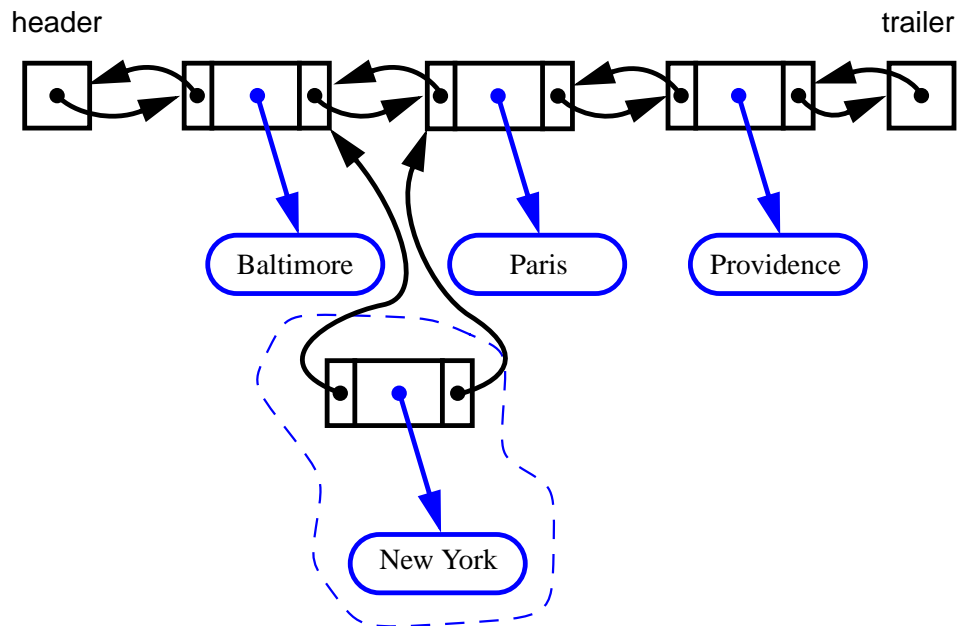 header
trailer
Baltimore
Paris
Providence
New York